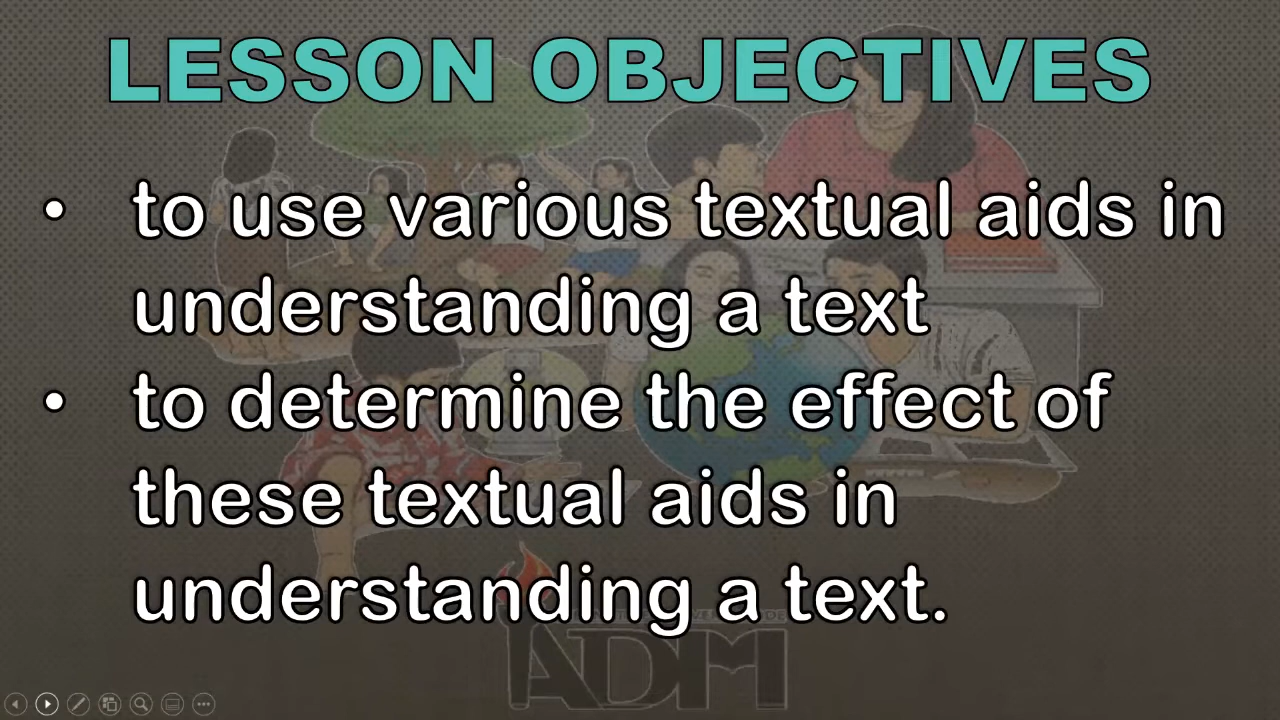 LESSON OBJECTIVES
• to use various textual aids in
understanding a text
• to determine the effect of
these textual aids in
understanding a text.
ADM